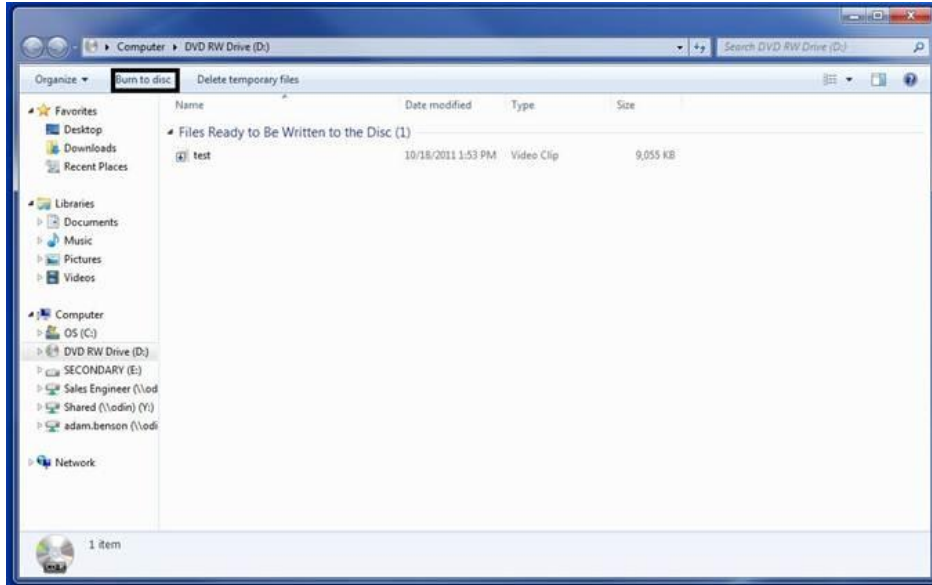 Computer ▸ DVD RW Drive (D:)
Search DVD RW Drive (D:)
Organize
Burn to disc
Delete temporary files
Name
Date modified
Type
Size
Files Ready to Be Written to the Disc (1)
test
10/18/2011 1:53 PM
Video Clip
9,055 KB
Favorites
Desktop
Downloads
Recent Places
Libraries
Documents
Music
Pictures
Videos
Computer
OS (C:)
DVD RW Drive (D:)
SECONDARY (E:)
Sales Engineer (\\od
Shared (\\odin) (Y:)
adam.benson (\\odi
Network
1 item